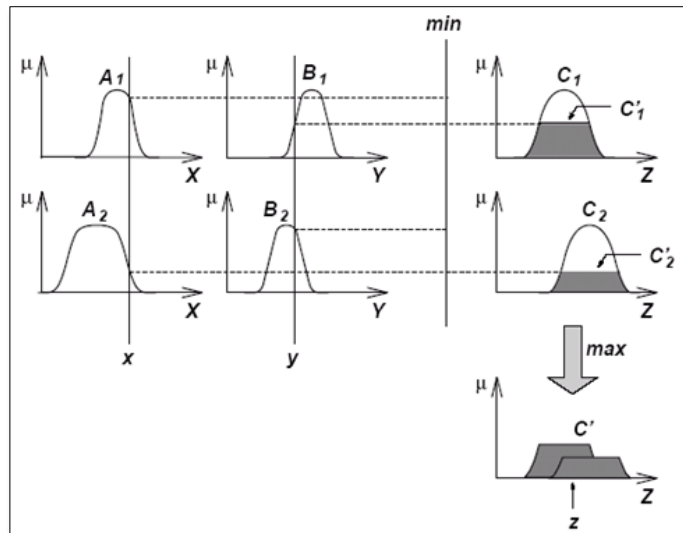 min
μ A1 X
μ B1 Y
μ C1 C'1 Z
μ A2 X
μ B2 Y
μ C2 C'2 Z
x y
max
μ C' Z
z